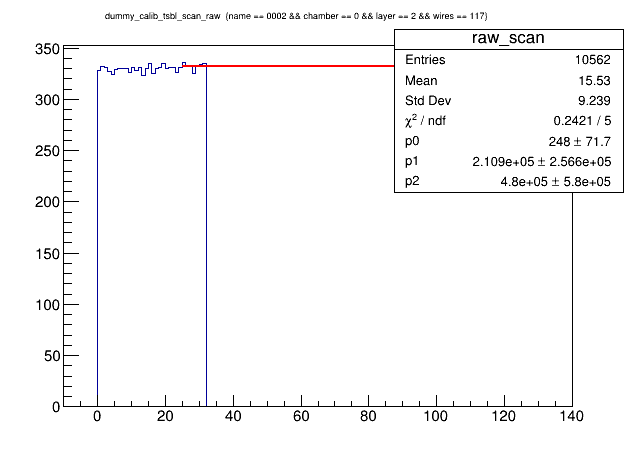 dummy_calib_tsbl_scan_raw (name == 0002 && chamber == 0 && layer == 2 && wires == 117)
raw_scan
Entries 10562
Mean 15.53
Std Dev 9.239
χ² / ndf 0.2421 / 5
p0 248 ± 71.7
p1 2.109e+05 ± 2.566e+05
p2 4.8e+05 ± 5.8e+05
350
300
250
200
150
100
50
0
0 20 40 60 80 100 120 140